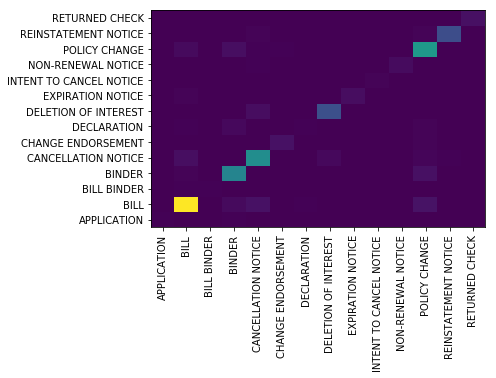 RETURNED CHECK
REINSTATEMENT NOTICE
POLICY CHANGE
NON-RENEWAL NOTICE
INTENT TO CANCEL NOTICE
EXPIRATION NOTICE
DELETION OF INTEREST
DECLARATION
CHANGE ENDORSEMENT
CANCELLATION NOTICE
BINDER
BILL BINDER
BILL
APPLICATION
APPLICATION
BILL
BILL BINDER
BINDER
CANCELLATION NOTICE
CHANGE ENDORSEMENT
DECLARATION
DELETION OF INTEREST
EXPIRATION NOTICE
INTENT TO CANCEL NOTICE
NON-RENEWAL NOTICE
POLICY CHANGE
REINSTATEMENT NOTICE
RETURNED CHECK